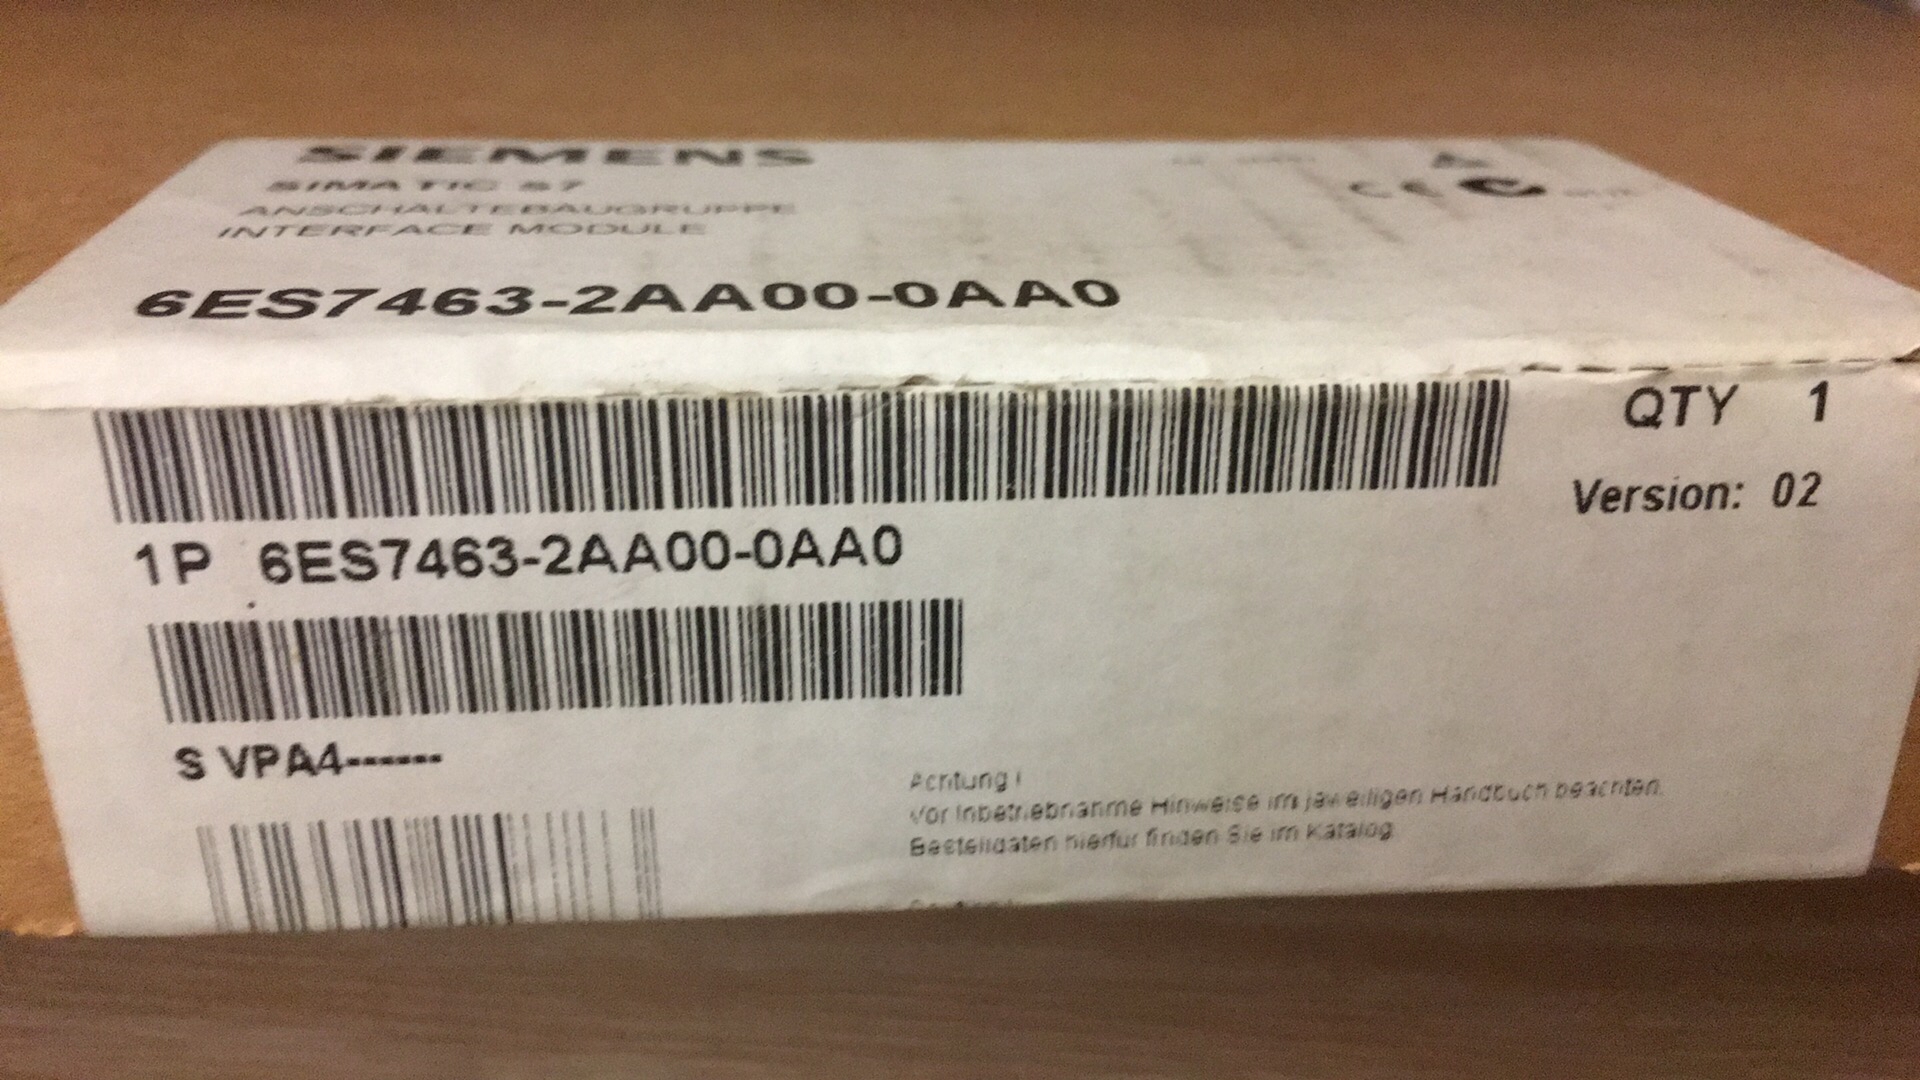 SIEMENS
SIMATIC S7
ANSCHALTEBAUGRUPPE
INTERFACE MODULE
6ES7463-2AA00-0AA0
QTY 1
Version: 02
1P 6ES7463-2AA00-0AA0
S VPA4------
Achtung !
Vor Inbetriebnahme Hinweise im jeweiligen Handbuch beachten.
Bestelldaten hierfür finden Sie im Katalog.